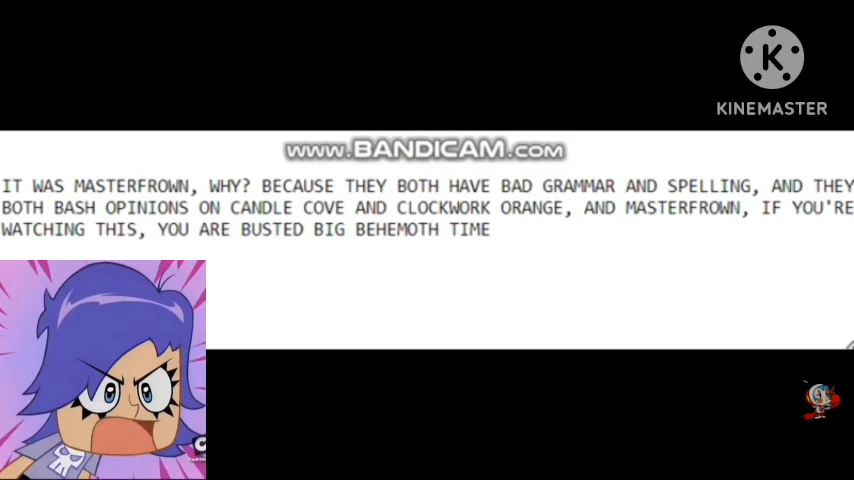 K
KINEMASTER
www.BANDICAM.com
IT WAS MASTERFROWN, WHY? BECAUSE THEY BOTH HAVE BAD GRAMMAR AND SPELLING, AND THEY
BOTH BASH OPINIONS ON CANDLE COVE AND CLOCKWORK ORANGE, AND MASTERFROWN, IF YOU'RE
WATCHING THIS, YOU ARE BUSTED BIG BEHEMOTH TIME